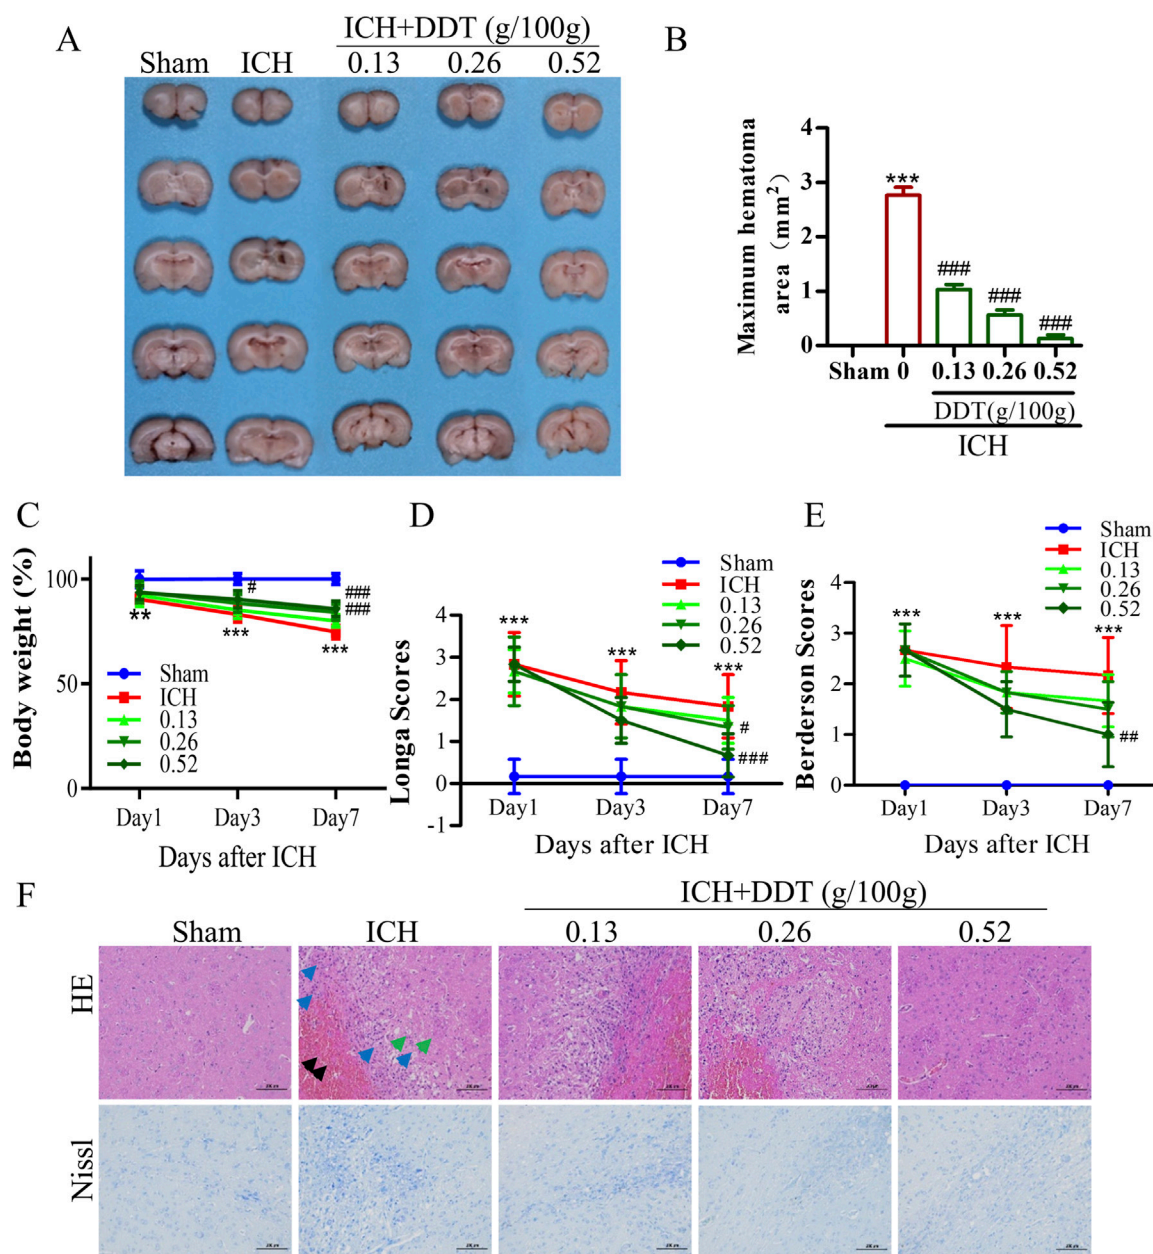 A
ICH+DDT (g/100g)
Sham ICH 0.13 0.26 0.52
B
Maximum hematoma
area (mm²)
4
3
2
1
0
***
###
###
###
Sham 0 0.13 0.26 0.52
DDT(g/100g)
ICH
C
Body weight (%)
100
50
0
**
***
***
#
###
###
Sham
ICH
0.13
0.26
0.52
Day1 Day3 Day7
Days after ICH
D
Longa Scores
4
3
2
1
0
-1
***
***
***
#
###
Sham
ICH
0.13
0.26
0.52
Day1 Day3 Day7
Days after ICH
E
Berderson Scores
4
3
2
1
0
***
***
***
##
Sham
ICH
0.13
0.26
0.52
Day1 Day3 Day7
Days after ICH
F
ICH+DDT (g/100g)
Sham ICH 0.13 0.26 0.52
HE
Nissl